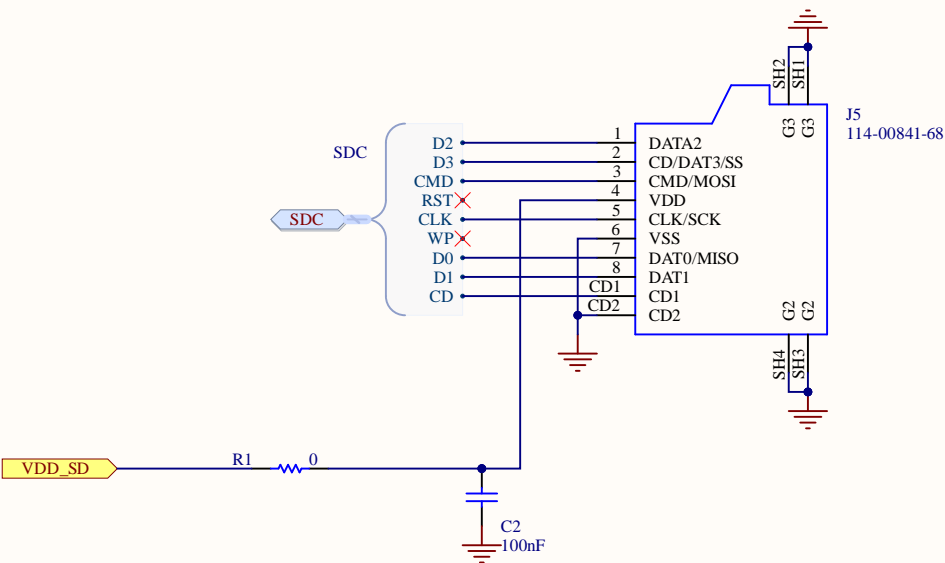 SH2
SH1
G3
G3
J5
114-00841-68
SDC
SDC
D2
D3
CMD
RST
CLK
WP
D0
D1
CD
1
2
3
4
5
6
7
8
CD1
CD2
DATA2
CD/DAT3/SS
CMD/MOSI
VDD
CLK/SCK
VSS
DAT0/MISO
DAT1
CD1
CD2
G2
G2
SH4
SH3
VDD_SD
R1
0
C2
100nF